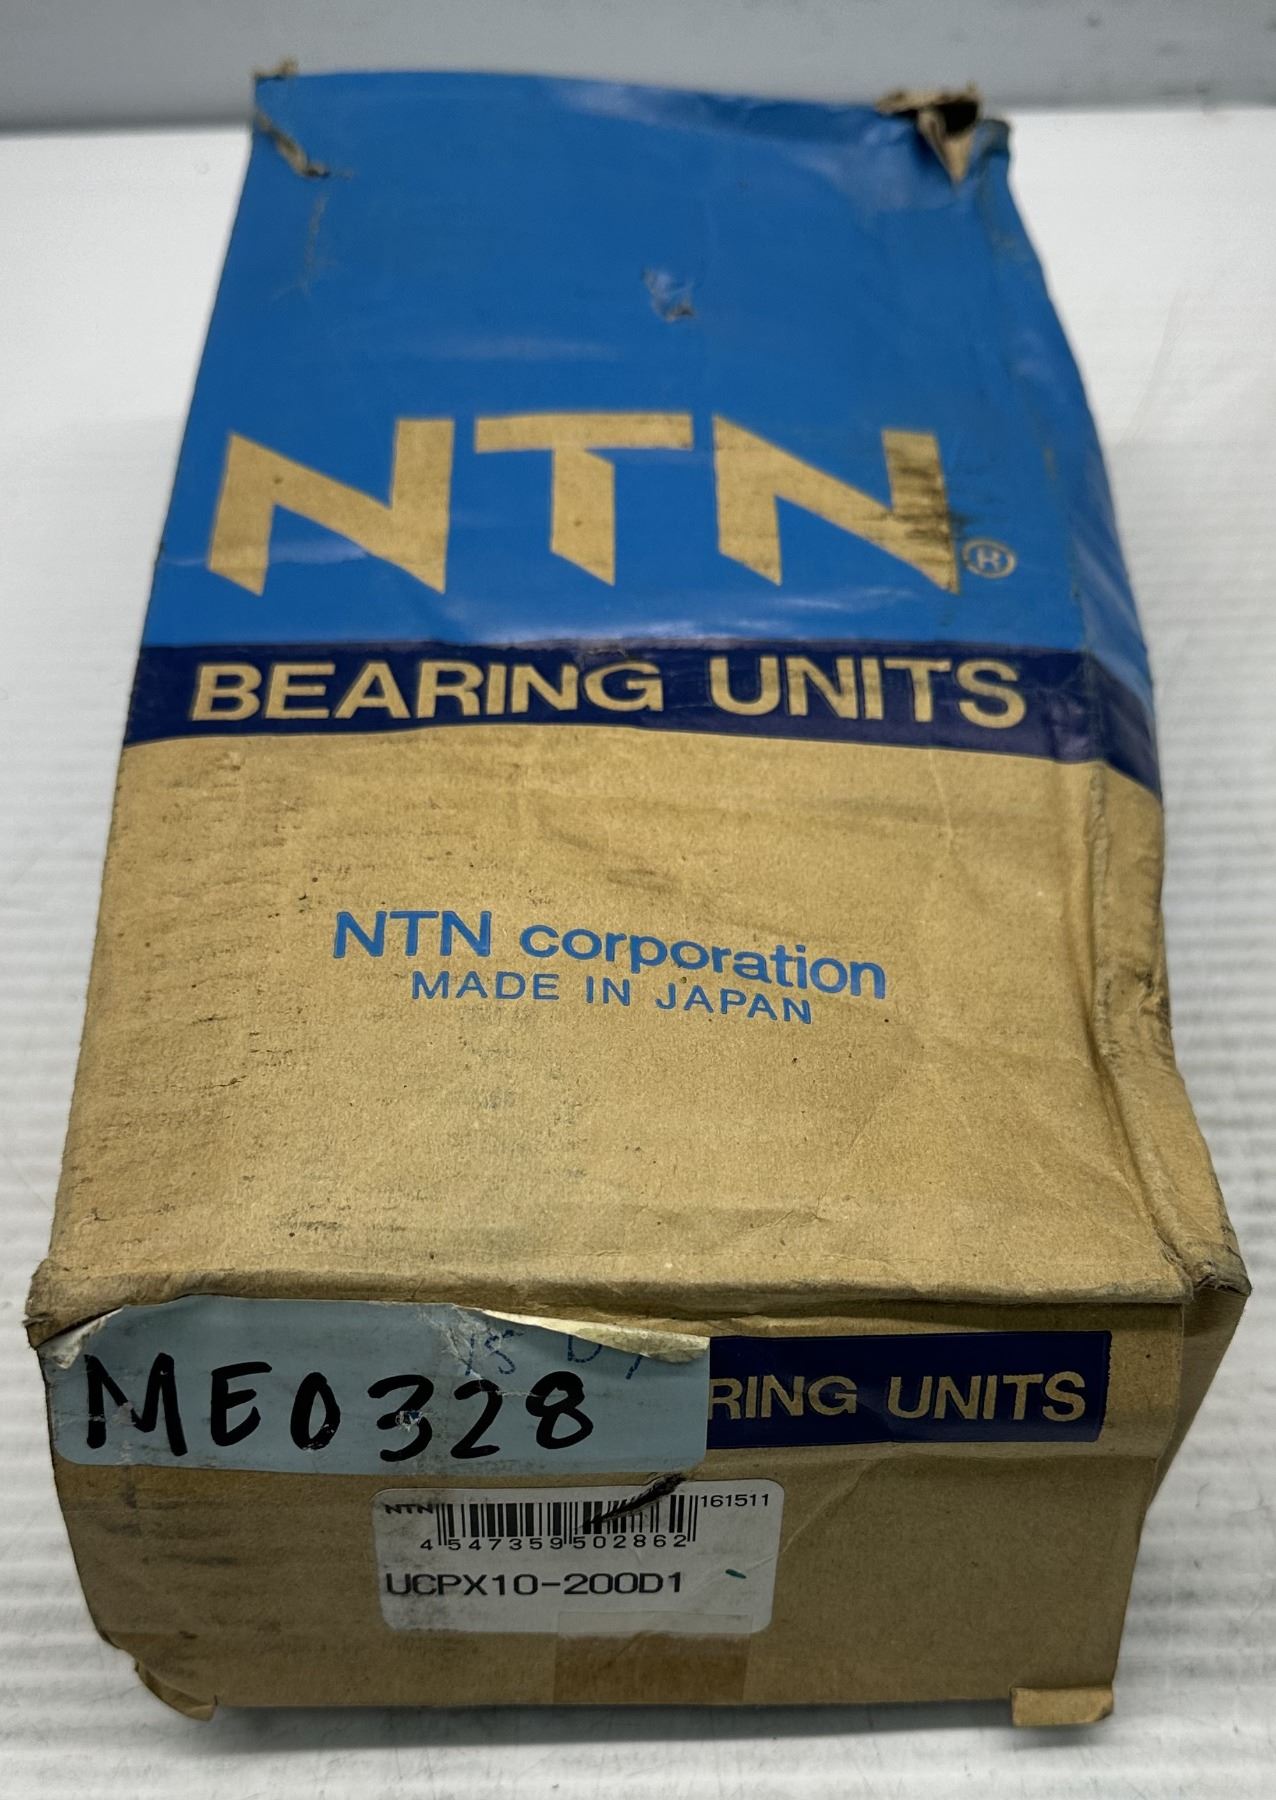 NTN®
BEARING UNITS
NTN corporation
MADE IN JAPAN
ME0328
RING UNITS
NTN 161511
4 547359 502862
UCPX10-200D1